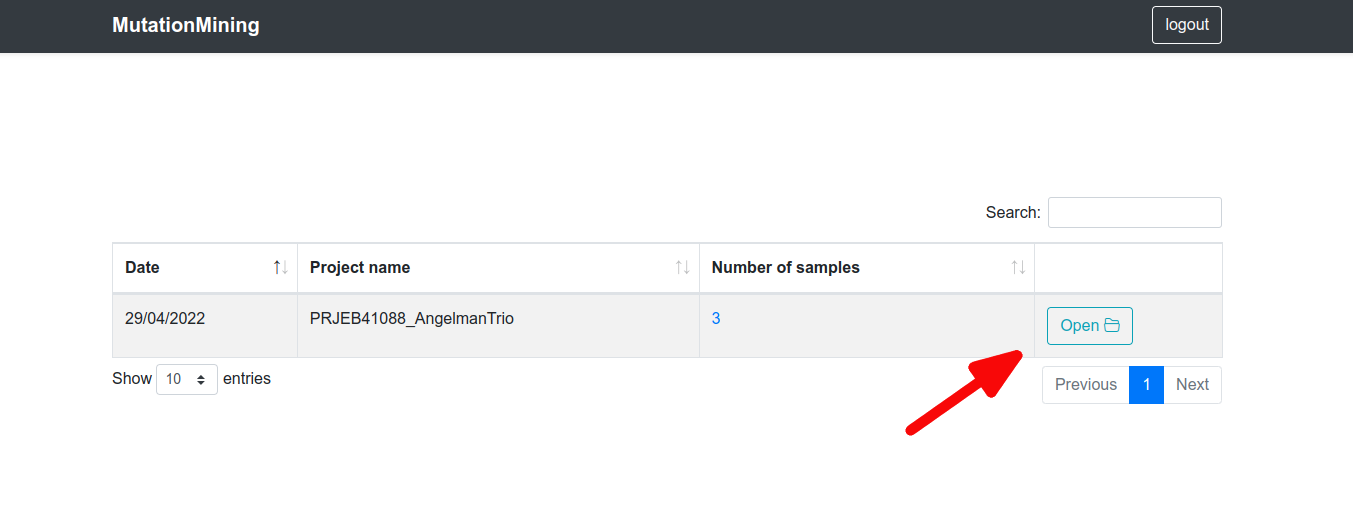 MutationMining logout
Search:
Date Project name Number of samples
29/04/2022 PRJEB41088_AngelmanTrio 3 Open
Show 10 entries Previous 1 Next